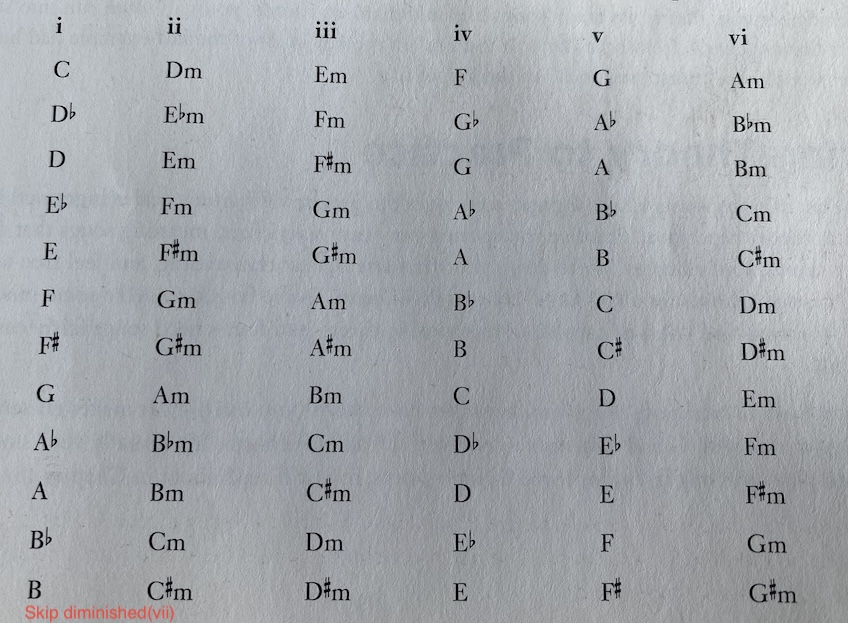 i ii iii iv v vi
C Dm Em F G Am
D♭ E♭m Fm G♭ A♭ B♭m
D Em F♯m G A Bm
E♭ Fm Gm A♭ B♭ Cm
E F♯m G♯m A B C♯m
F Gm Am B♭ C Dm
F♯ G♯m A♯m B C♯ D♯m
G Am Bm C D Em
A♭ B♭m Cm D♭ E♭ Fm
A Bm C♯m D E F♯m
B♭ Cm Dm E♭ F Gm
B C♯m D♯m E F♯ G♯m
Skip diminished(vii)